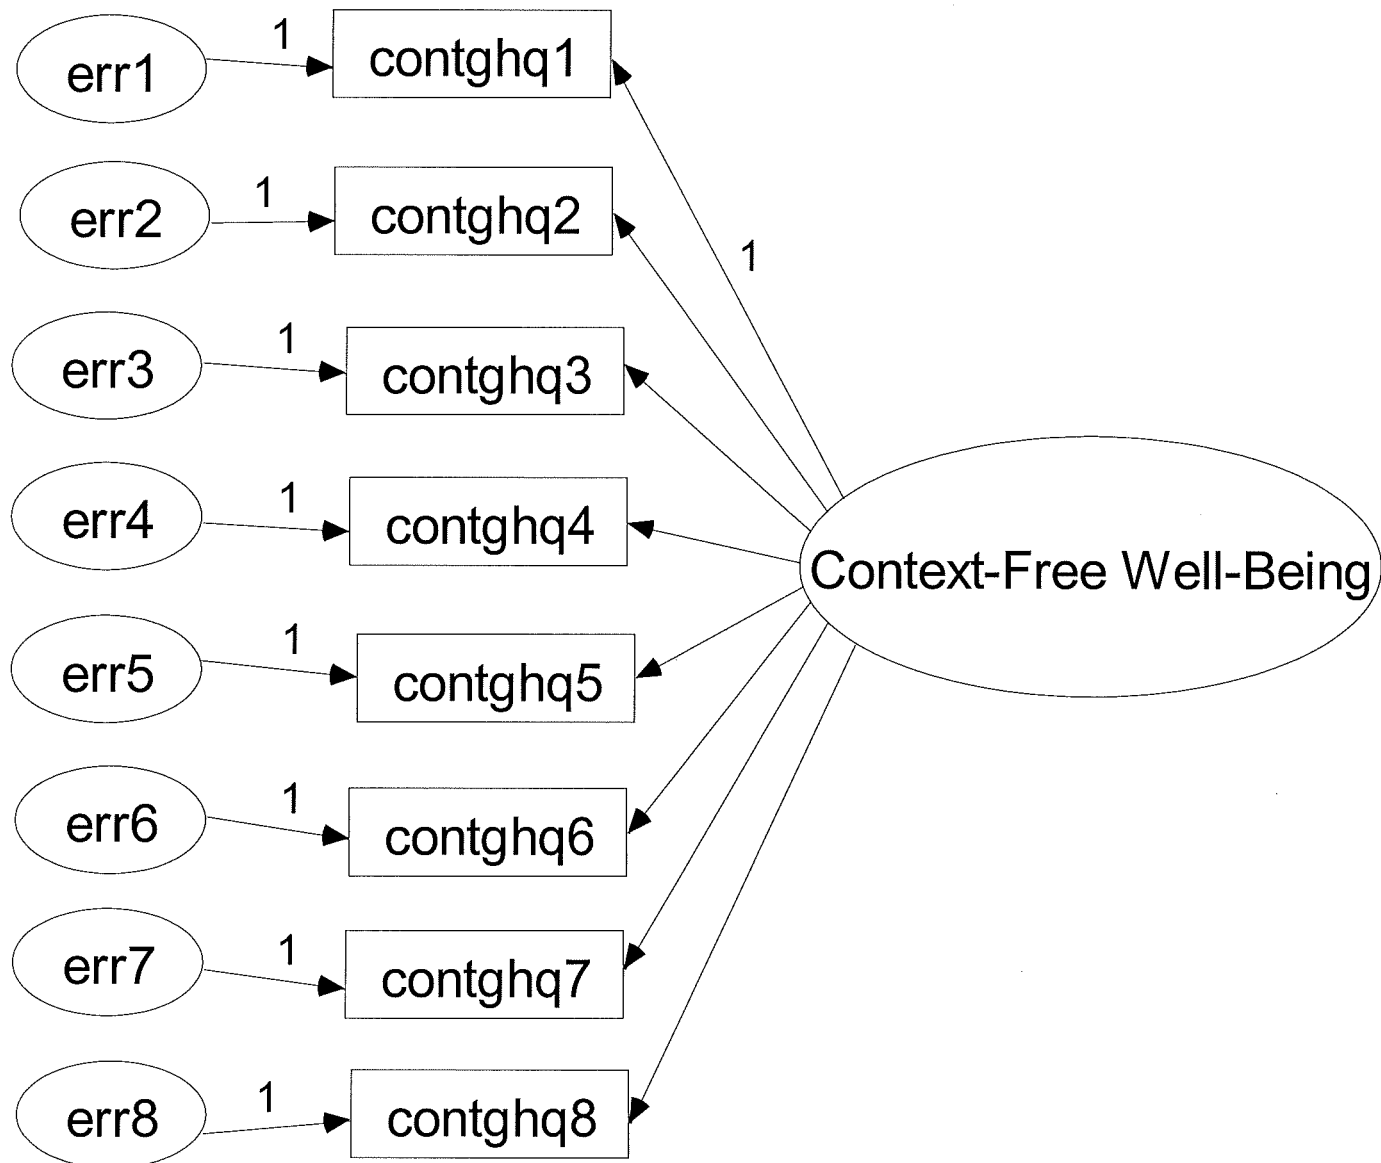 err1 1 contghq1
err2 1 contghq2
1
err3 1 contghq3
err4 1 contghq4
Context-Free Well-Being
err5 1 contghq5
err6 1 contghq6
err7 1 contghq7
err8 1 contghq8